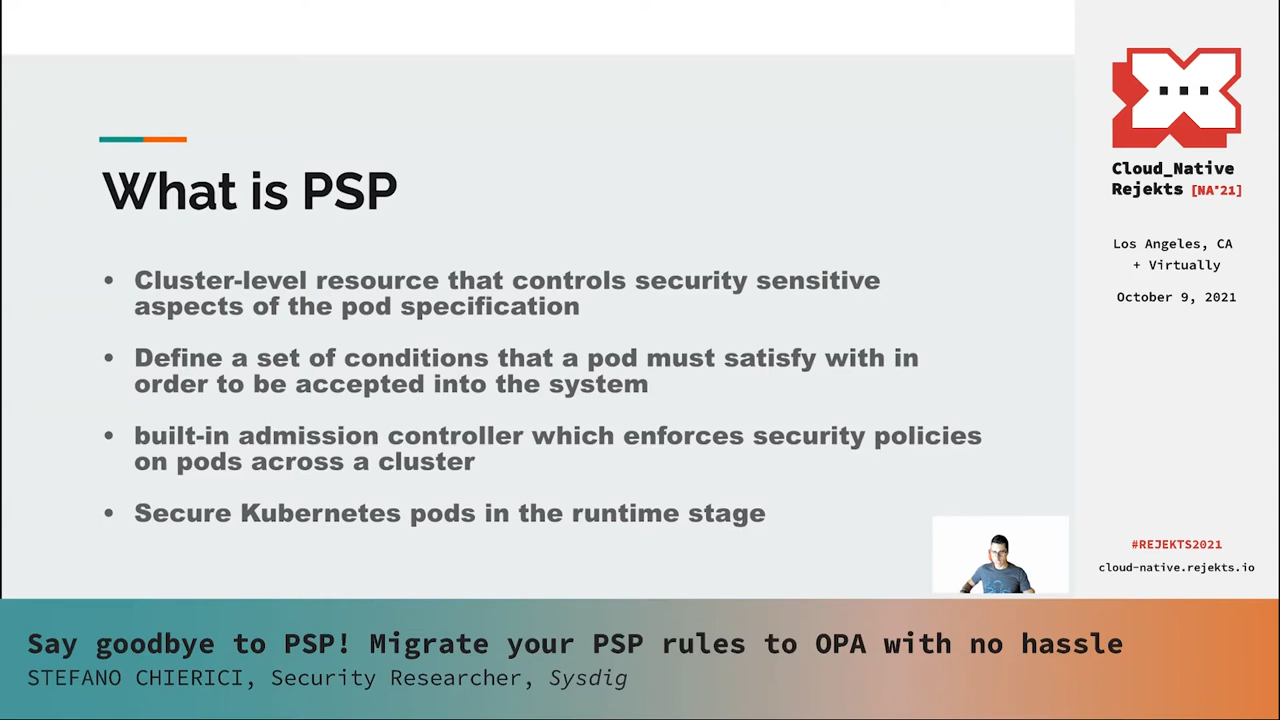 What is PSP
• Cluster-level resource that controls security sensitive
aspects of the pod specification
• Define a set of conditions that a pod must satisfy with in
order to be accepted into the system
• built-in admission controller which enforces security policies
on pods across a cluster
• Secure Kubernetes pods in the runtime stage
Cloud_Native
Rejekts [NA"21]
Los Angeles, CA
+ Virtually
October 9, 2021
#REJEKTS2021
cloud-native.rejekts.io
Say goodbye to PSP! Migrate your PSP rules to OPA with no hassle
STEFANO CHIERICI, Security Researcher, Sysdig